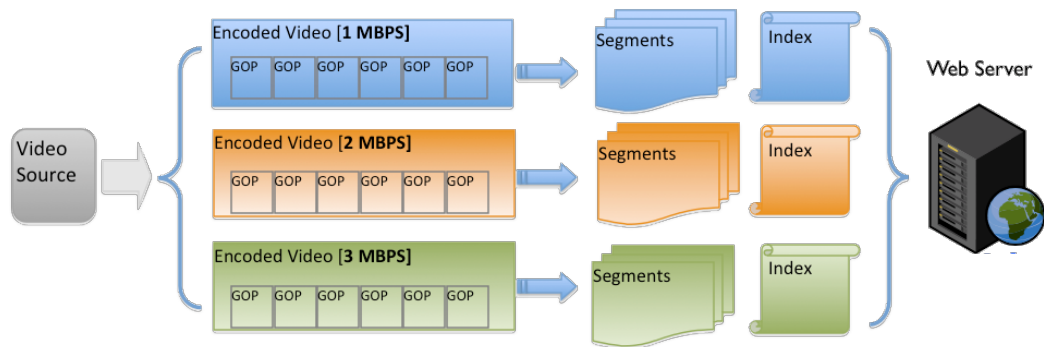 Video
Source
Encoded Video [1 MBPS]
GOP GOP GOP GOP GOP GOP
Segments
Index
Encoded Video [2 MBPS]
GOP GOP GOP GOP GOP GOP
Segments
Index
Encoded Video [3 MBPS]
GOP GOP GOP GOP GOP GOP
Segments
Index
Web Server